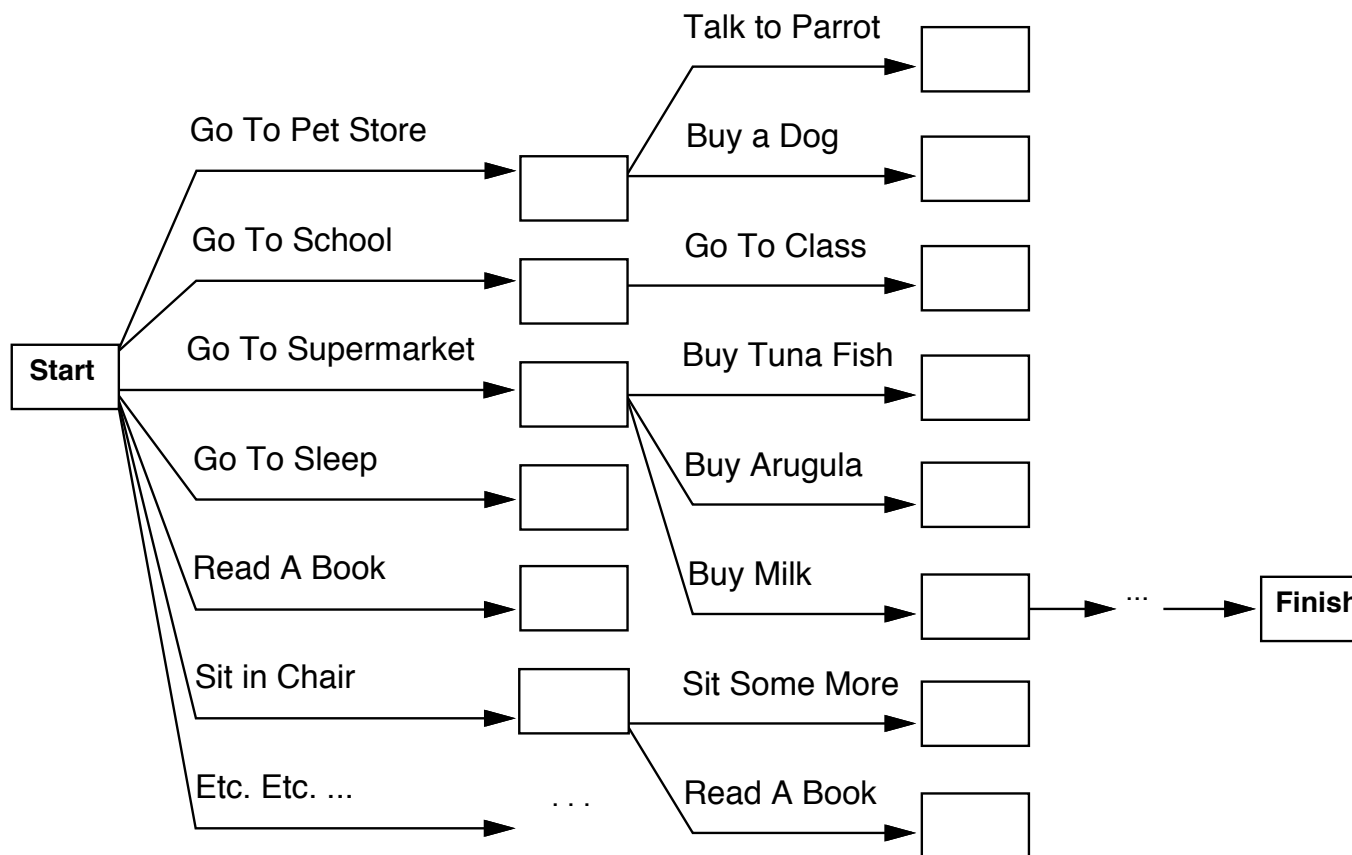 Talk to Parrot
Go To Pet Store
Buy a Dog
Go To School
Go To Class
Start
Go To Supermarket
Buy Tuna Fish
Go To Sleep
Buy Arugula
Read A Book
Buy Milk
...
Finish
Sit in Chair
Sit Some More
Etc. Etc. ...
. . .
Read A Book